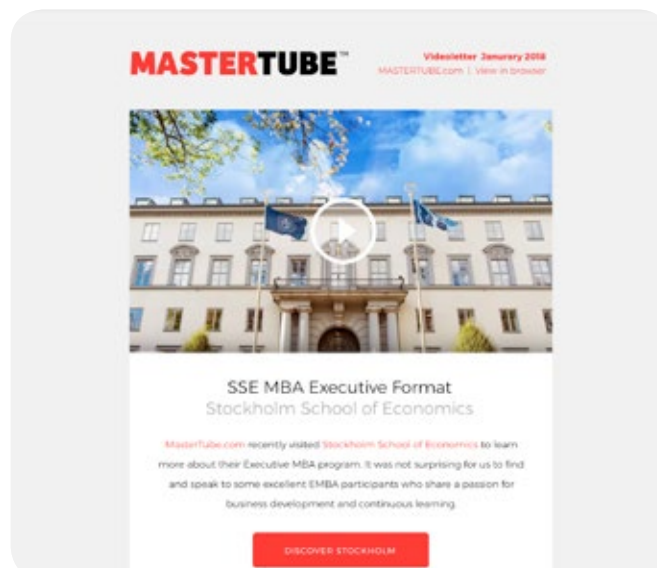 MASTERTUBE™
Videoletter Janurary 2018
MASTERTUBE.com | View in browser
SSE MBA Executive Format
Stockholm School of Economics
MasterTube.com recently visited Stockholm School of Economics to learn
more about their Executive MBA program. It was not surprising for us to find
and speak to some excellent EMBA participants who share a passion for
business development and continuous learning.
DISCOVER STOCKHOLM